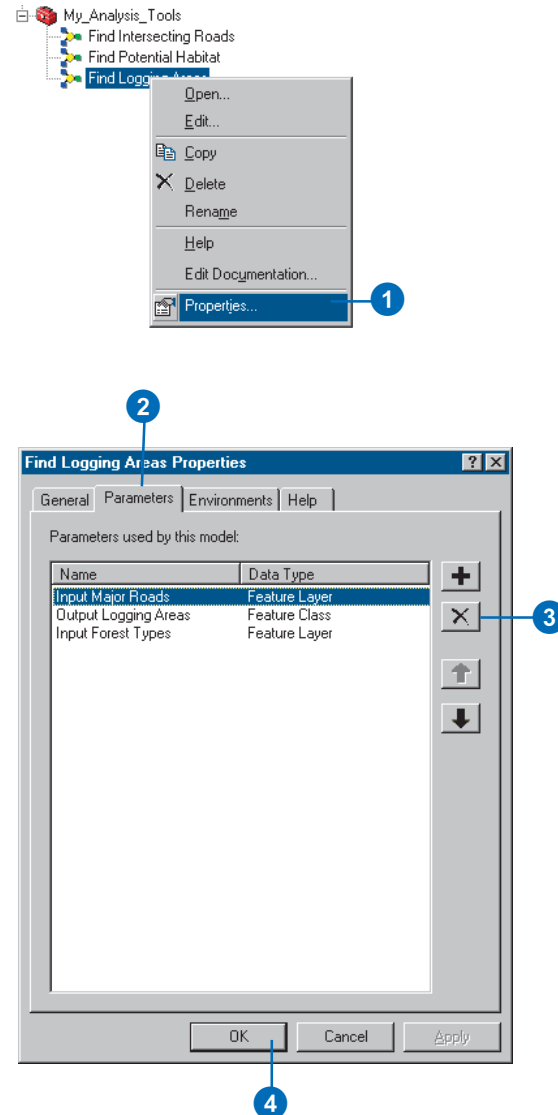 My_Analysis_Tools
Find Intersecting Roads
Find Potential Habitat
Find Logging Areas
Open...
Edit...
Copy
Delete
Rename
Help
Edit Documentation...
Properties...
1
2
Find Logging Areas Properties
General Parameters Environments Help
Parameters used by this model:
Name Data Type
Input Major Roads Feature Layer
Output Logging Areas Feature Class
Input Forest Types Feature Layer
3
OK Cancel Apply
4